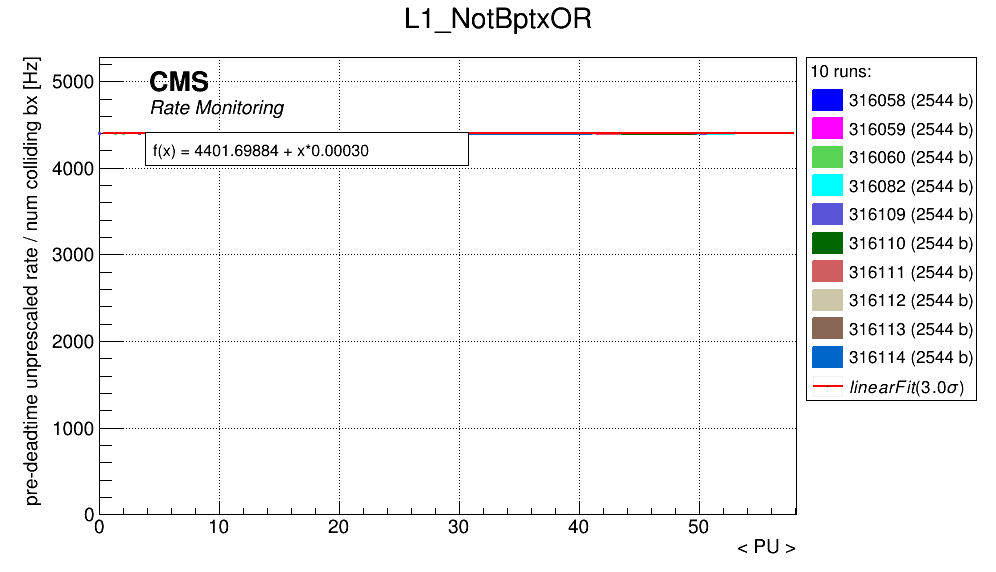 L1_NotBptxOR
pre-deadtime unprescaled rate / num colliding bx [Hz]
CMS
Rate Monitoring
f(x) = 4401.69884 + x*0.00030
5000
4000
3000
2000
1000
0
0 10 20 30 40 50
< PU >
10 runs:
316058 (2544 b)
316059 (2544 b)
316060 (2544 b)
316082 (2544 b)
316109 (2544 b)
316110 (2544 b)
316111 (2544 b)
316112 (2544 b)
316113 (2544 b)
316114 (2544 b)
linearFit(3.0σ)